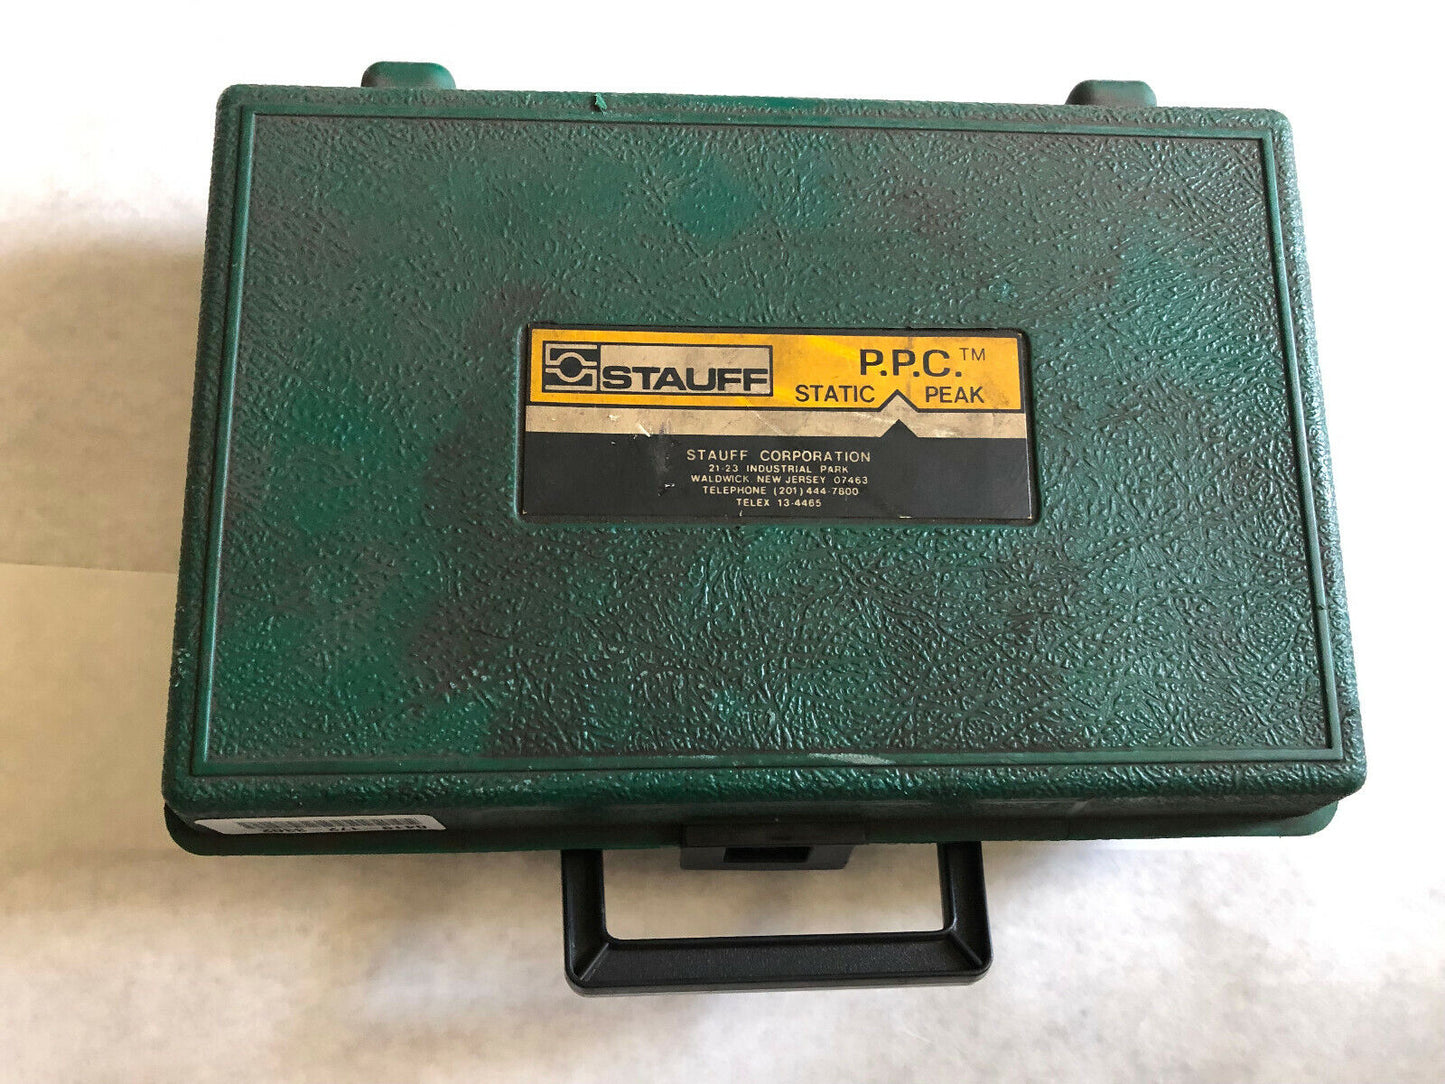 STAUFF
P.P.C.™
STATIC PEAK
STAUFF CORPORATION
21-23 INDUSTRIAL PARK
WALDWICK, NEW JERSEY 07463
TELEPHONE (201) 444-7800
TELEX 13-4465